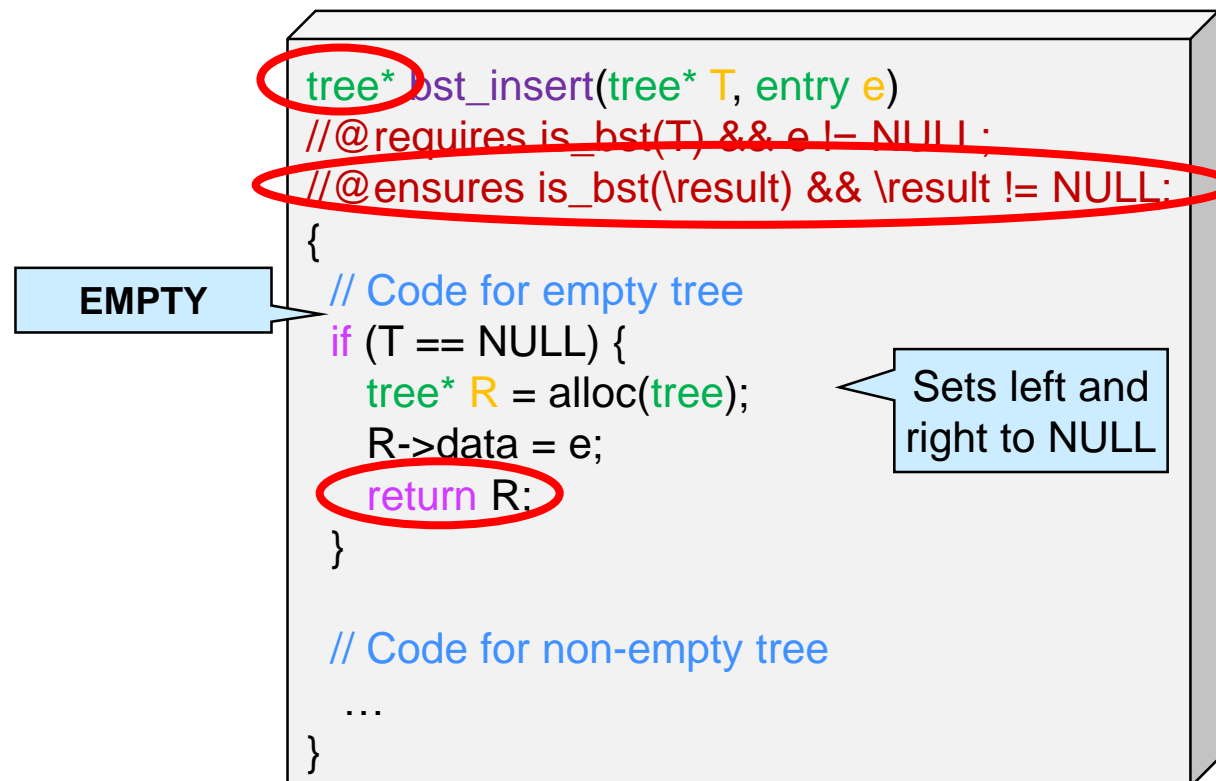 tree* bst_insert(tree* T, entry e)
//@requires is_bst(T) && e != NULL;
//@ensures is_bst(\result) && \result != NULL;
{
// Code for empty tree
EMPTY
if (T == NULL) {
tree* R = alloc(tree);
R->data = e;
Sets left and
right to NULL
return R;
}
// Code for non-empty tree
…
}